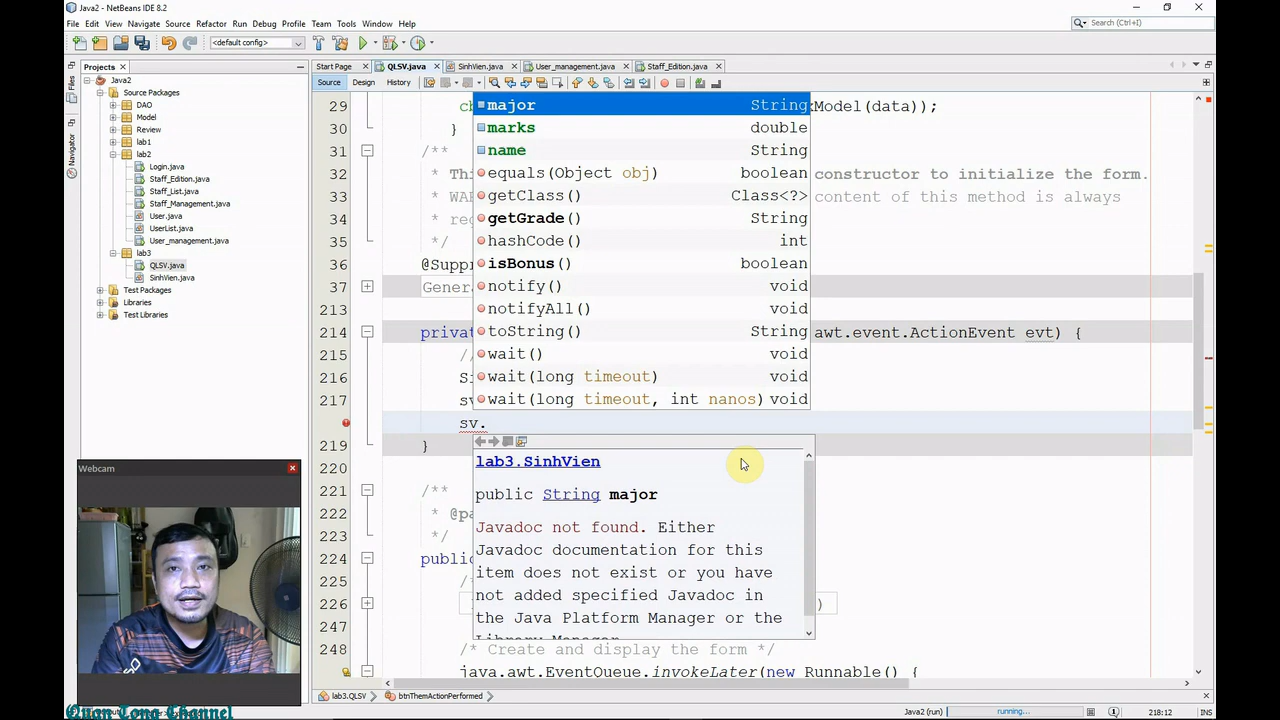 Java2 - NetBeans IDE 8.2
File Edit View Navigate Source Refactor Run Debug Profile Team Tools Window Help
Search (Ctrl+I)
<default config>
Projects
Start Page QLSV.java SinhVien.java User_management.java Staff_Edition.java
Source Design History
Files
Navigator
Java2
Source Packages
DAO
Model
Review
lab1
lab2
Login.java
Staff_Edition.java
Staff_List.java
Staff_Management.java
User.java
UserList.java
User_management.java
lab3
QLSV.java
SinhVien.java
Test Packages
Libraries
Test Libraries
29 Model(data));
30 }
31 /**
32 constructor to initialize the form.
33 content of this method is always
34
35 */
36
37
213
214 awt.event.ActionEvent evt) {
215
216
217
sv.
219 }
220
221 /**
223 */
224
225
226 )
247
248 /* Create and display the form */
java.awt.EventQueue.invokeLater(new Runnable() {
major String
marks double
name String
equals(Object obj) boolean
getClass() Class<?>
getGrade() String
hashCode() int
isBonus() boolean
notify() void
notifyAll() void
toString() String
wait() void
wait(long timeout) void
wait(long timeout, int nanos) void
lab3.SinhVien
public String major
Javadoc not found. Either
Javadoc documentation for this
item does not exist or you have
not added specified Javadoc in
the Java Platform Manager or the
Library Manager
Webcam
Quan Tong Channel
lab3.QLSV btnThemActionPerformed
Java2 (run) running... 218:12 INS